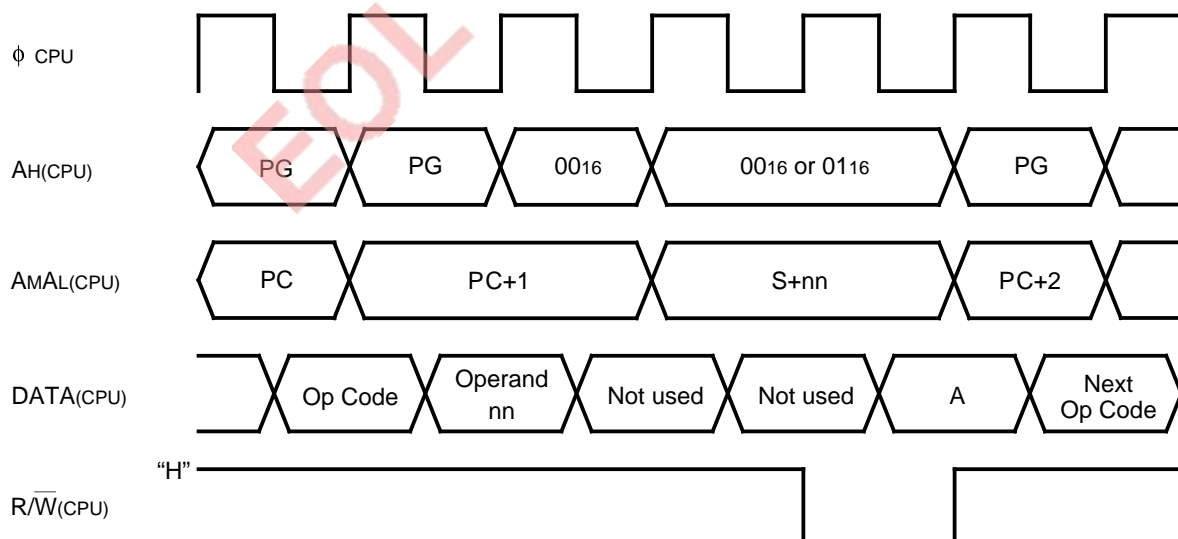 ϕ CPU
EOL
AH(CPU) PG PG 0016 0016 or 0116 PG
AMAL(CPU) PC PC+1 S+nn PC+2
DATA(CPU) Op Code Operand nn Not used Not used A Next Op Code
“H”
R/W̅(CPU)